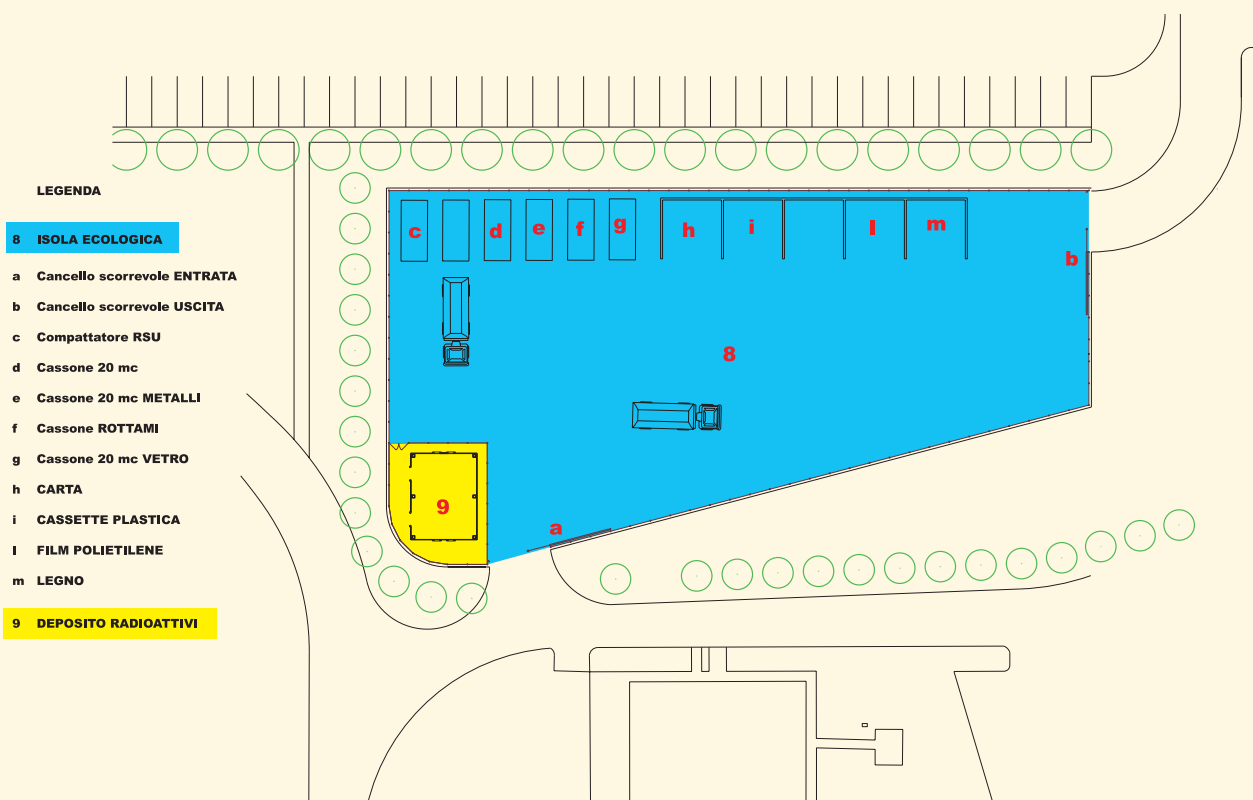 LEGENDA
8 ISOLA ECOLOGICA
a Cancello scorrevole ENTRATA
b Cancello scorrevole USCITA
c Compattatore RSU
d Cassone 20 mc
e Cassone 20 mc METALLI
f Cassone ROTTAMI
g Cassone 20 mc VETRO
h CARTA
i CASSETTE PLASTICA
l FILM POLIETILENE
m LEGNO
9 DEPOSITO RADIOATTIVI
c d e f g h i l m
b
8
9
a